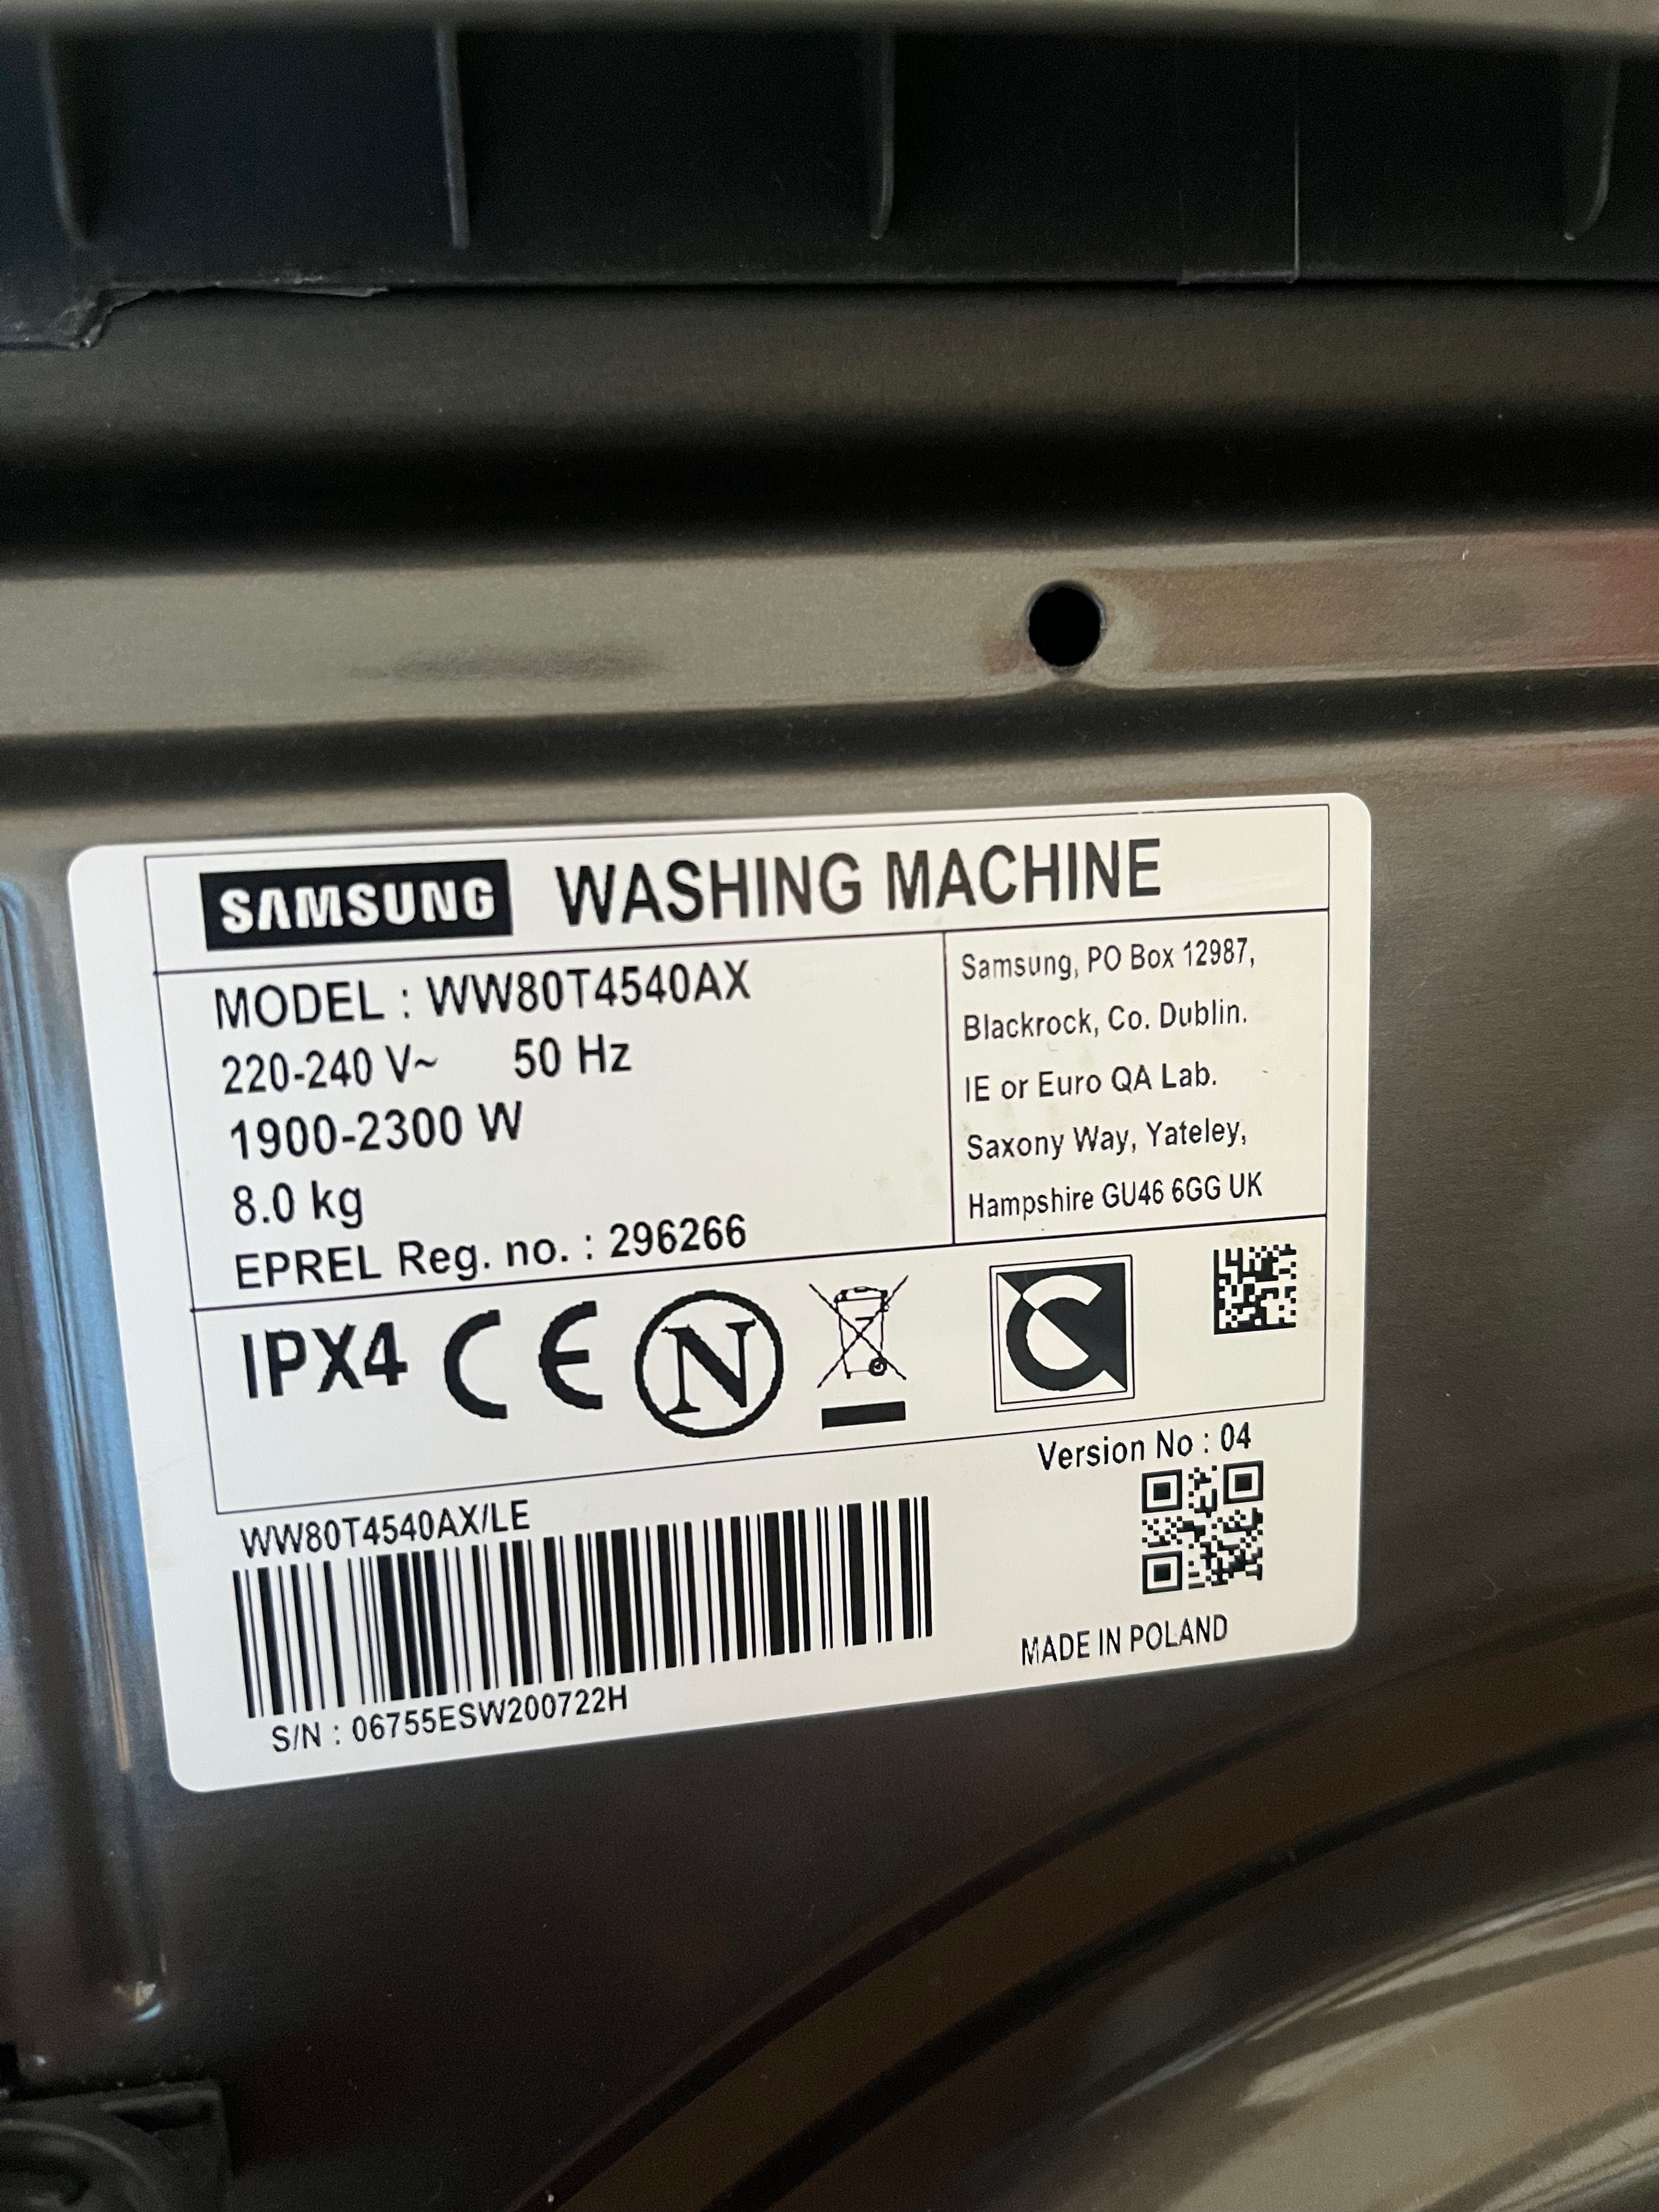 SAMSUNG WASHING MACHINE
MODEL : WW80T4540AX
220-240 V~ 50 Hz
1900-2300 W
8.0 kg
EPREL Reg. no. : 296266
Samsung, PO Box 12987,
Blackrock, Co. Dublin.
IE or Euro QA Lab.
Saxony Way, Yateley,
Hampshire GU46 6GG UK
IPX4 CE N
Version No : 04
WW80T4540AX/LE
S/N : 06755ESW200722H
MADE IN POLAND